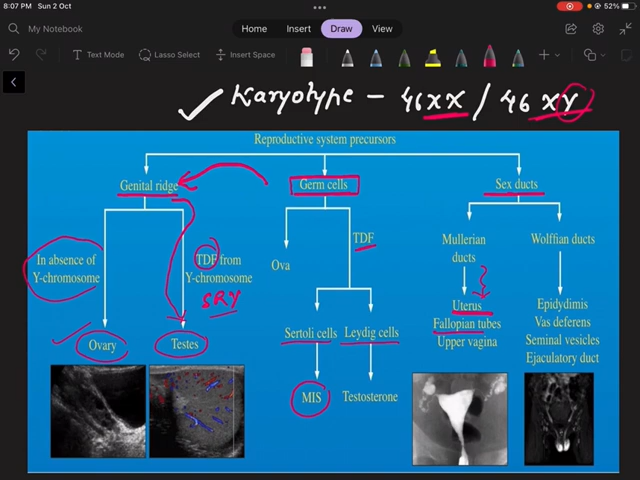 8:07 PM Sun 2 Oct
52%
My Notebook
Home Insert Draw View
Text Mode Lasso Select Insert Space
Karyotype - 46XX / 46 XY
Reproductive system precursors
Genital ridge
Germ cells
Sex ducts
In absence of
Y-chromosome
TDF from
Y-chromosome
SRY
Ovary
Testes
Ova
TDF
Sertoli cells
Leydig cells
MIS
Testosterone
Mullerian
ducts
Uterus
Fallopian tubes
Upper vagina
Wolffian ducts
Epidydimis
Vas deferens
Seminal vesicles
Ejaculatory duct